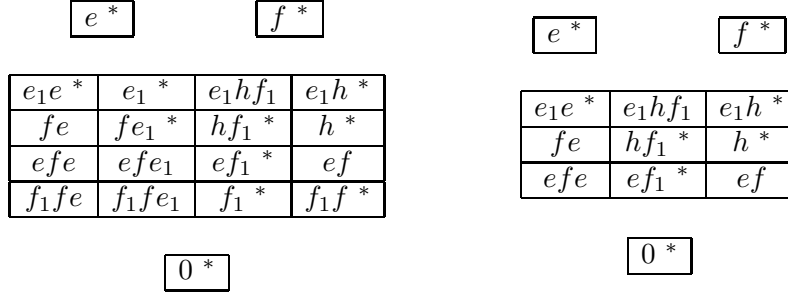 e * f *
e₁e * e₁ * e₁hf₁ e₁h *
fe fe₁ * hf₁ * h *
efe efe₁ ef₁ * ef
f₁fe f₁fe₁ f₁ * f₁f *
0 *
e * f *
e₁e * e₁hf₁ e₁h *
fe hf₁ * h *
efe ef₁ * ef
0 *